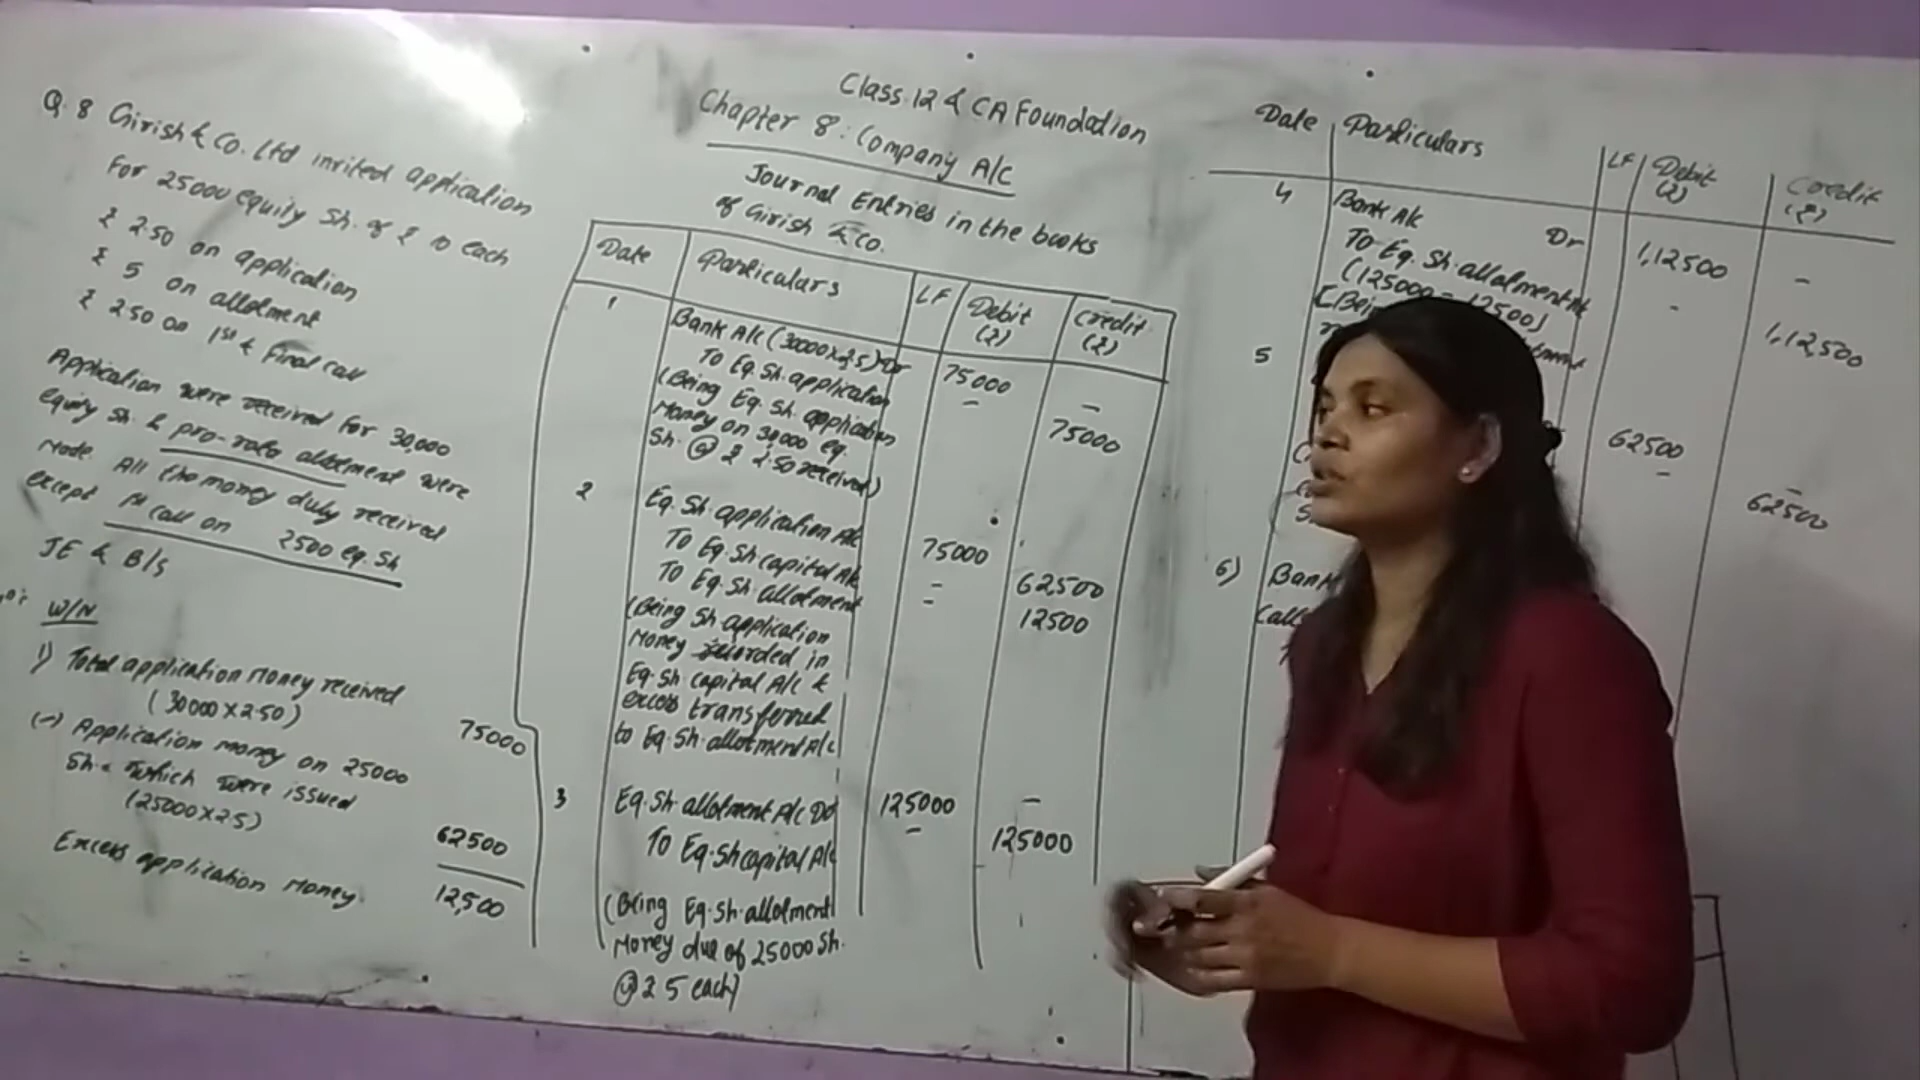 Class 12 & CA Foundation
Chapter 8: Company A/c
Q.8 Girish & Co. Ltd invited application
For 25000 equity Sh. of ₹ 10 each
₹ 2.50 on application
₹ 5 on allotment
₹ 2.50 on 1st & Final call
Application were received for 30,000
equity Sh. & pro-rata allotment were
Note. All the money duly received
except
call on 2500 eq. Sh
JE & B/S
W/N
1) Total application money received
(30000 X 2.50) 75000
(-) Application money on 25000
Sh. which were issued
(25000 X 2.5) 62500
Excess application Money. 12,500
Journal Entries in the books
of Girish & Co.
Date Particulars LF Debit (₹) Credit (₹)
1 Bank A/c (30000 X 2.5) Dr 75000 -
To Eq. Sh. application - 75000
(Being Eq. Sh. application
Money on 30,000 eq.
Sh. @ ₹ 2.50 received)
2 Eq. Sh. application A/c 75000
To Eq. Sh capital A/c - 62,500
To Eq. Sh. allotment - 12500
(Being Sh. application
Money recorded in
Eq. Sh capital A/c &
excess transferred
to Eq. Sh. allotment A/c
3 Eq. Sh. allotment A/c Dr 125000 -
To Eq. Sh capital A/c - 125000
(Being Eq. Sh. allotment
Money due of 25000 Sh.
@ ₹ 5 each)
Date Particulars LF Debit (₹) Credit (₹)
4 Bank A/c Dr 1,12500 -
To Eq. Sh. allotment A/c - 1,12,500
(125000 - 12500)
5
62500 -
- 62500
6) Bank
Call